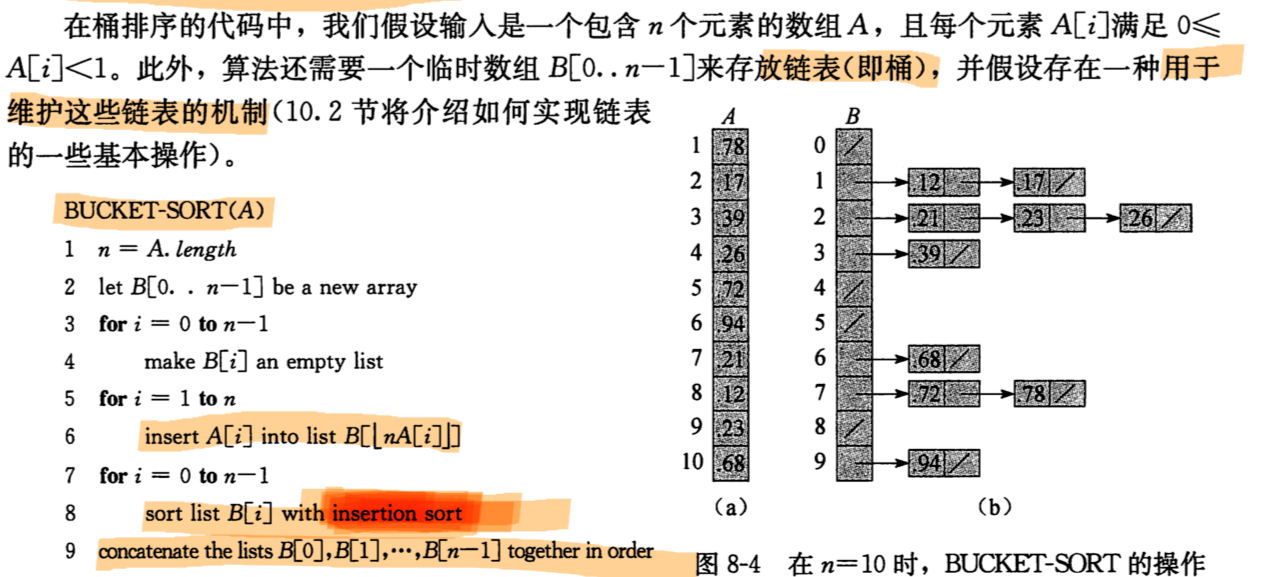 在桶排序的代码中，我们假设输入是一个包含 n 个元素的数组 A，且每个元素 A[i]满足 0≤
A[i]<1。此外，算法还需要一个临时数组 B[0..n-1]来存放链表(即桶)，并假设存在一种用于
维护这些链表的机制(10.2 节将介绍如何实现链表
的一些基本操作)。
BUCKET-SORT(A)
1 n = A. length
2 let B[0. . n-1] be a new array
3 for i = 0 to n-1
4 make B[i] an empty list
5 for i = 1 to n
6 insert A[i] into list B[⌊nA[i]⌋]
7 for i = 0 to n-1
8 sort list B[i] with insertion sort
9 concatenate the lists B[0],B[1],⋯,B[n-1] together in order
A
1 .78
2 .17
3 .39
4 .26
5 .72
6 .94
7 .21
8 .12
9 .23
10 .68
(a)
B
0
1 .12 .17
2 .21 .23 .26
3 .39
4
5
6 .68
7 .72 .78
8
9 .94
(b)
图 8-4 在 n=10 时，BUCKET-SORT 的操作